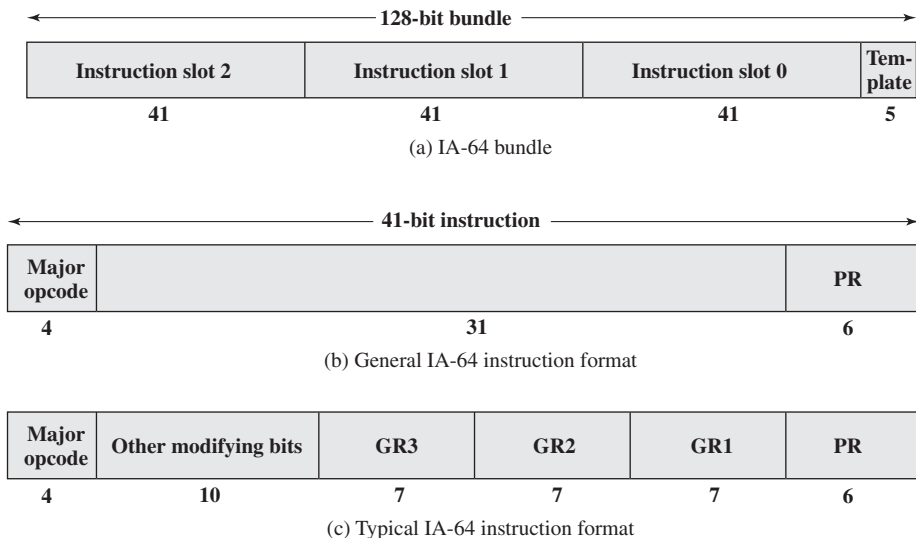 128-bit bundle
Instruction slot 2 Instruction slot 1 Instruction slot 0 Tem-
plate
41 41 41 5
(a) IA-64 bundle
41-bit instruction
Major
opcode PR
4 31 6
(b) General IA-64 instruction format
Major
opcode Other modifying bits GR3 GR2 GR1 PR
4 10 7 7 7 6
(c) Typical IA-64 instruction format